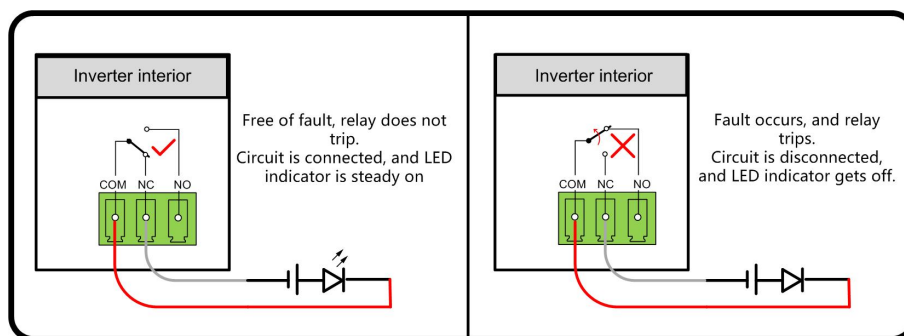 Inverter interior
Free of fault, relay does not
trip.
Circuit is connected, and LED
indicator is steady on
COM NC NO
Inverter interior
Fault occurs, and relay
trips.
Circuit is disconnected,
and LED indicator gets off.
COM NC NO